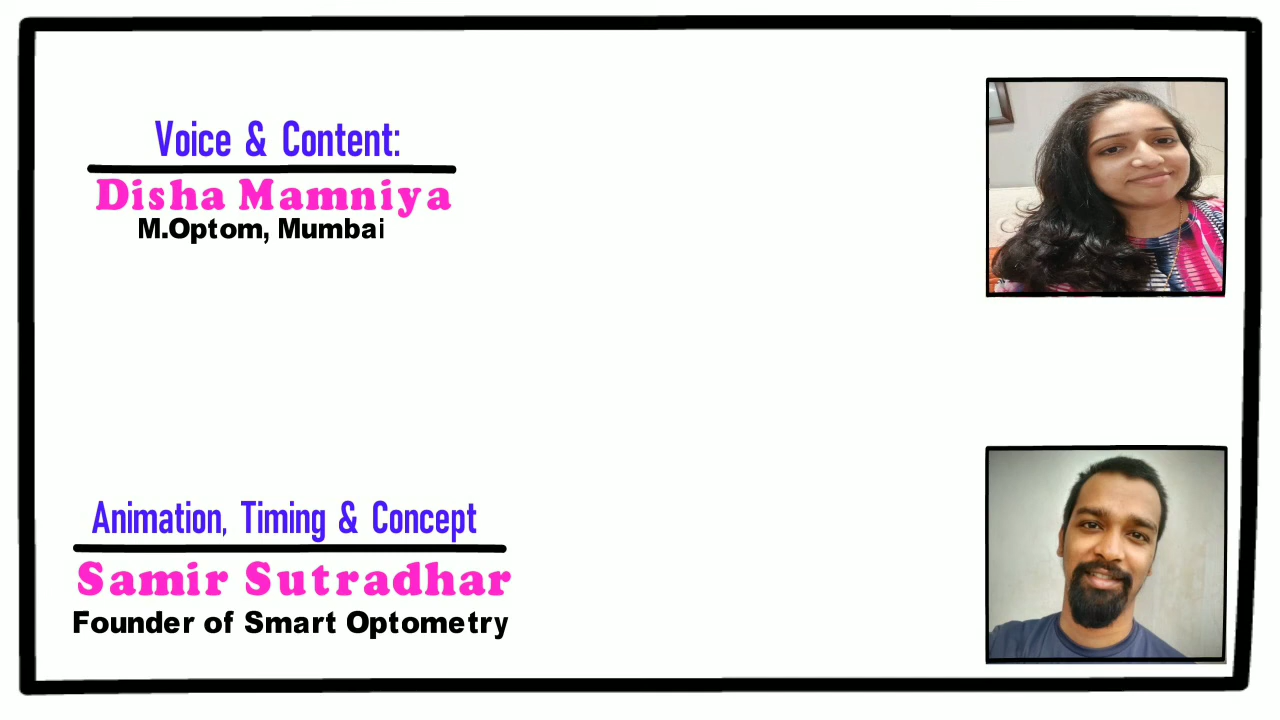 Voice & Content:
Disha Mamniya
M.Optom, Mumbai
Animation, Timing & Concept
Samir Sutradhar
Founder of Smart Optometry